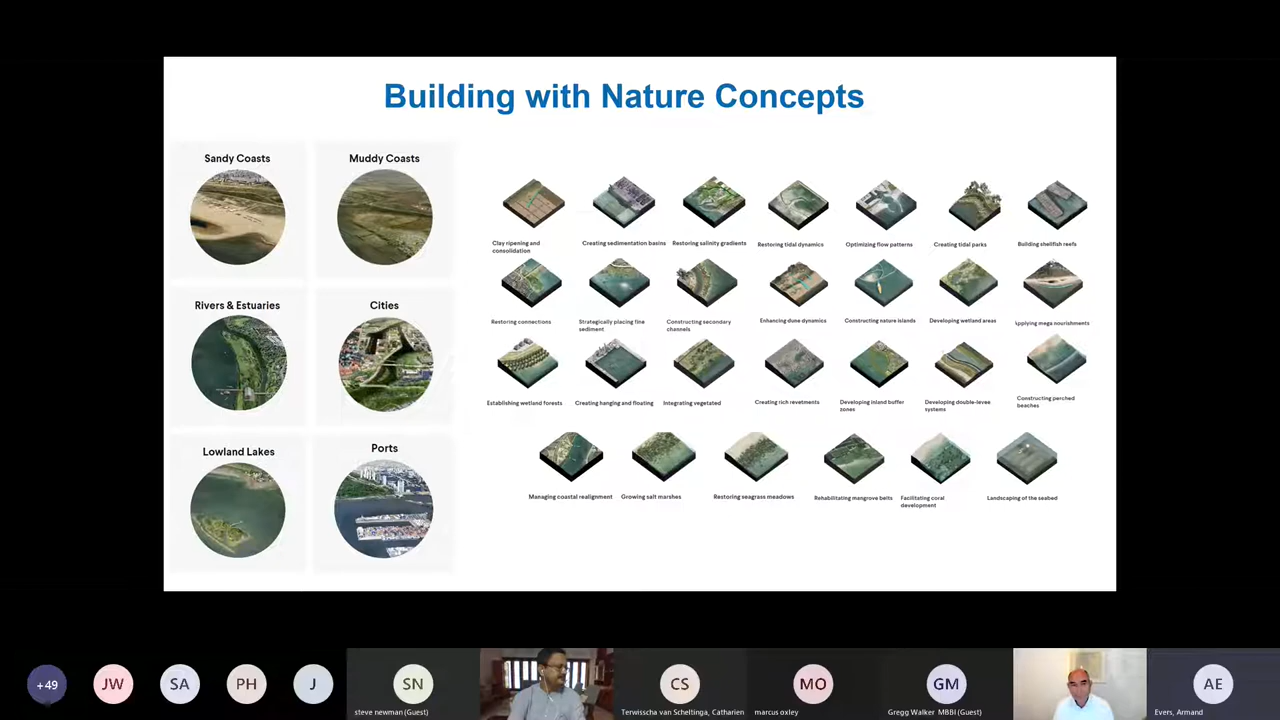 Building with Nature Concepts
Sandy Coasts
Muddy Coasts
Rivers & Estuaries
Cities
Lowland Lakes
Ports
Clay ripening and
consolidation
Creating sedimentation basins
Restoring salinity gradients
Restoring tidal dynamics
Optimizing flow patterns
Creating tidal parks
Building shellfish reefs
Restoring connections
Strategically placing fine
sediment
Constructing secondary
channels
Enhancing dune dynamics
Constructing nature islands
Developing wetland areas
Applying mega nourishments
Establishing wetland forests
Creating hanging and floating
Integrating vegetated
Creating rich revetments
Developing inland buffer
zones
Developing double-levee
systems
Constructing perched
beaches
Managing coastal realignment
Growing salt marshes
Restoring seagrass meadows
Rehabilitating mangrove belts
Facilitating coral
development
Landscaping of the seabed
+49
JW
SA
PH
J
SN
steve newman (Guest)
CS
Terwisscha van Scheltinga, Catharien
MO
marcus oxley
GM
Gregg Walker MBBI (Guest)
AE
Evers, Armand